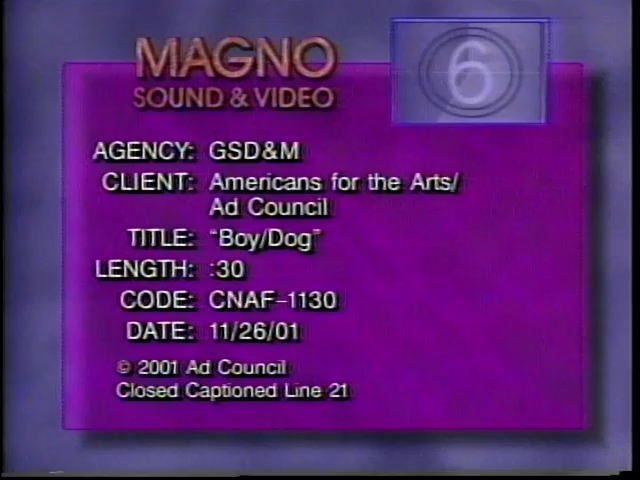 MAGNO
SOUND & VIDEO
6
AGENCY: GSD&M
CLIENT: Americans for the Arts/
Ad Council
TITLE: "Boy/Dog"
LENGTH: :30
CODE: CNAF-1130
DATE: 11/26/01
© 2001 Ad Council
Closed Captioned Line 21